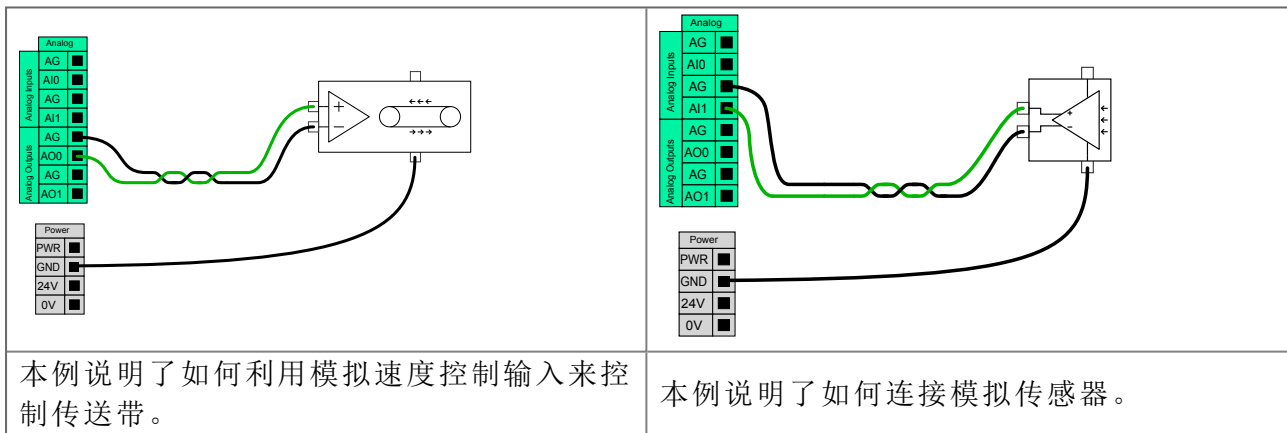 Analog
Analog Inputs
AG
AI0
AG
AI1
Analog Outputs
AG
AO0
AG
AO1
Power
PWR
GND
24V
0V
+
−
←←←
→→→
本例说明了如何利用模拟速度控制输入来控
制传送带。
Analog
Analog Inputs
AG
AI0
AG
AI1
Analog Outputs
AG
AO0
AG
AO1
Power
PWR
GND
24V
0V
+
−
本例说明了如何连接模拟传感器。